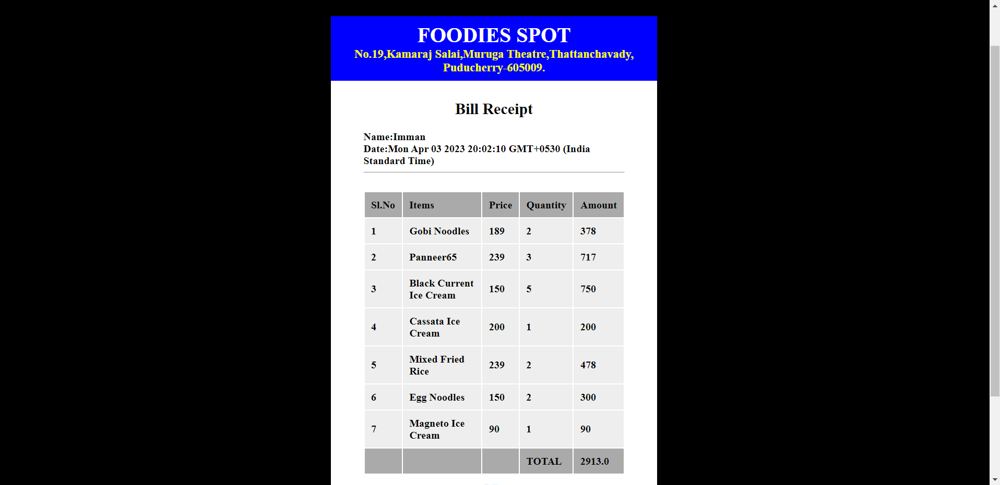 FOODIES SPOT
No.19,Kamaraj Salai,Muruga Theatre,Thattanchavady,
Puducherry-605009.
Bill Receipt
Name:Imman
Date:Mon Apr 03 2023 20:02:10 GMT+0530 (India
Standard Time)
Sl.No Items Price Quantity Amount
1 Gobi Noodles 189 2 378
2 Panneer65 239 3 717
3 Black Current
Ice Cream 150 5 750
4 Cassata Ice
Cream 200 1 200
5 Mixed Fried
Rice 239 2 478
6 Egg Noodles 150 2 300
7 Magneto Ice
Cream 90 1 90
TOTAL 2913.0